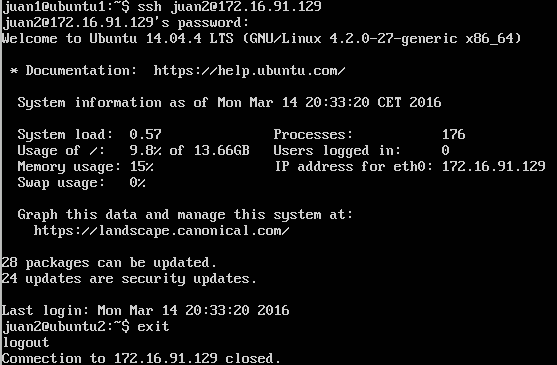 juan1@ubuntu1:~$ ssh juan2@172.16.91.129
juan2@172.16.91.129's password:
Welcome to Ubuntu 14.04.4 LTS (GNU/Linux 4.2.0-27-generic x86_64)
* Documentation:  https://help.ubuntu.com/
System information as of Mon Mar 14 20:33:20 CET 2016
System load:  0.57               Processes:           176
Usage of /:   9.8% of 13.66GB   Users logged in:     0
Memory usage: 15%               IP address for eth0: 172.16.91.129
Swap usage:   0%
Graph this data and manage this system at:
https://landscape.canonical.com/
28 packages can be updated.
24 updates are security updates.
Last login: Mon Mar 14 20:33:20 2016
juan2@ubuntu2:~$ exit
logout
Connection to 172.16.91.129 closed.